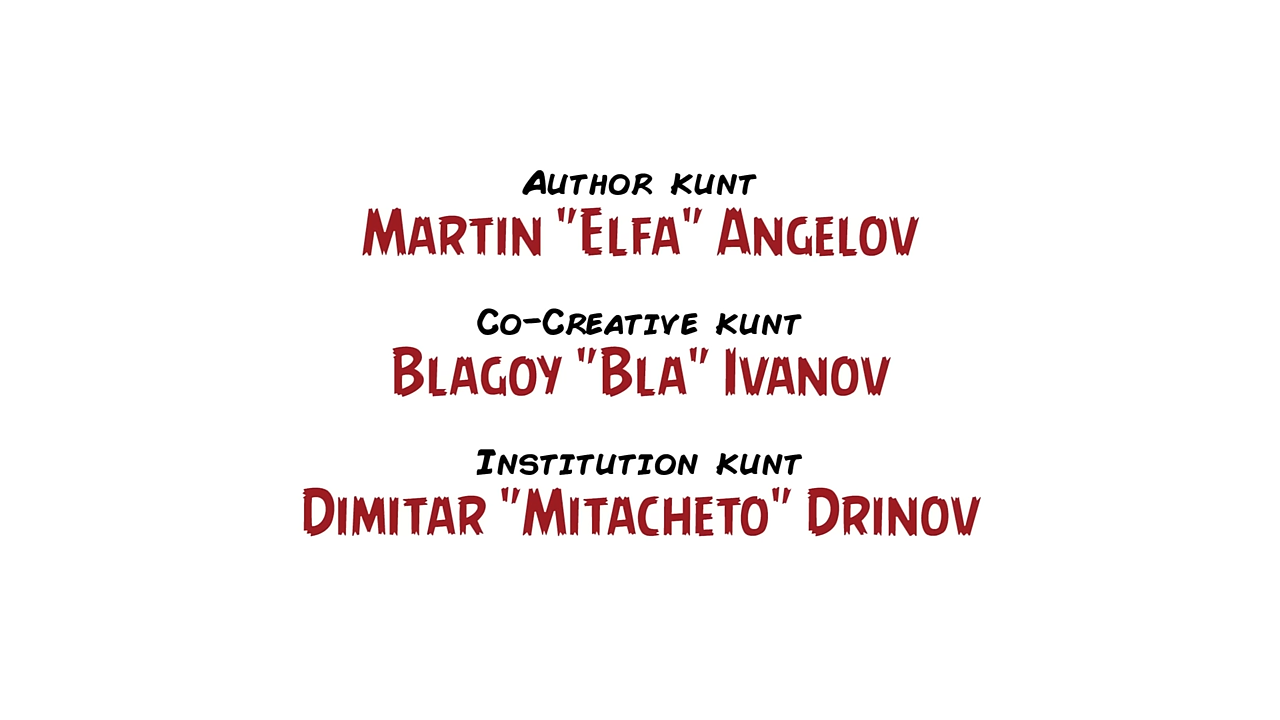 Author kunt
Martin "Elfa" Angelov
Co-Creative kunt
Blagoy "Bla" Ivanov
Institution kunt
Dimitar "Mitacheto" Drinov